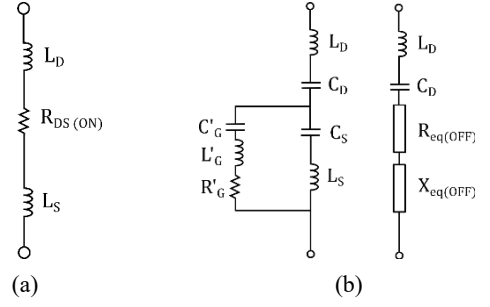 L_D
R_DS (ON)
L_S
(a)
L_D
C_D
C'_G
L'_G
R'_G
C_S
L_S
L_D
C_D
R_eq(OFF)
X_eq(OFF)
(b)